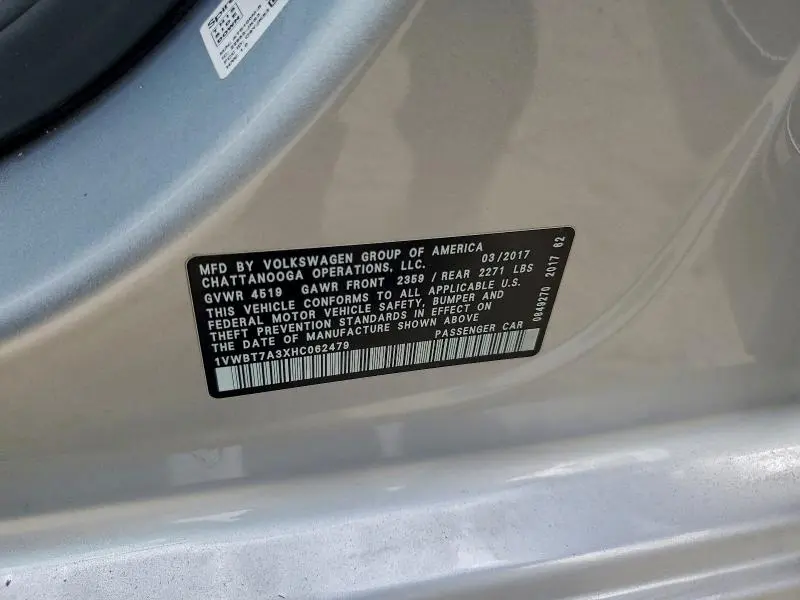 MFD BY VOLKSWAGEN GROUP OF AMERICA 03/2017
CHATTANOOGA OPERATIONS, LLC.
GVWR 4519 GAWR FRONT 2359 / REAR 2271 LBS
THIS VEHICLE CONFORMS TO ALL APPLICABLE U.S.
FEDERAL MOTOR VEHICLE SAFETY, BUMPER AND
THEFT PREVENTION STANDARDS IN EFFECT ON
THE DATE OF MANUFACTURE SHOWN ABOVE
1VWBT7A3XHC062479 PASSENGER CAR
0849270 2017 62